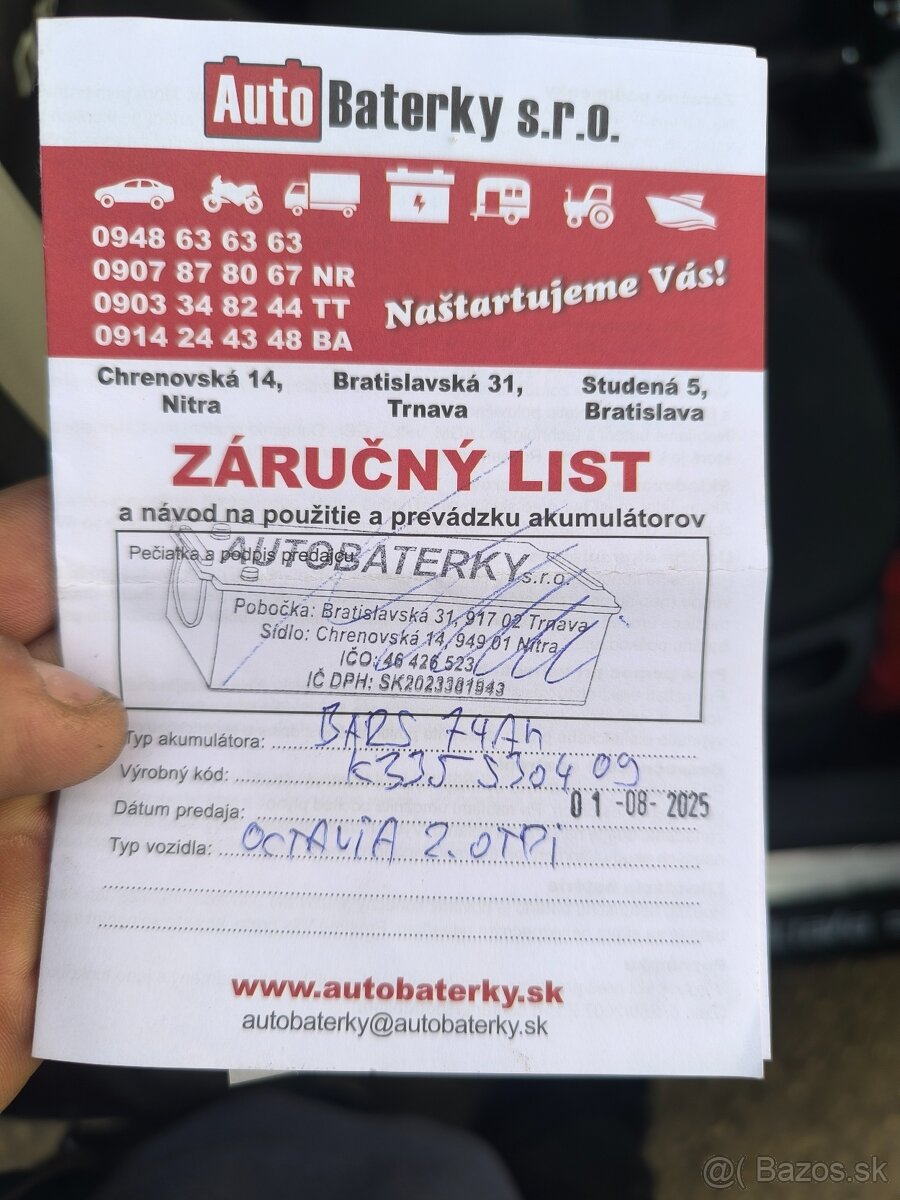 AutoBaterky s.r.o.
0948 63 63 63
0907 87 80 67 NR
0903 34 82 44 TT
0914 24 43 48 BA
Naštartujeme Vás!
Chrenovská 14,
Nitra
Bratislavská 31,
Trnava
Studená 5,
Bratislava
ZÁRUČNÝ LIST
a návod na použitie a prevádzku akumulátorov
Pečiatka a podpis predajcu
AUTOBATERKY s.r.o.
Pobočka: Bratislavská 31, 917 02 Trnava
Sídlo: Chrenovská 14, 949 01 Nitra
IČO: 46 426 523
IČ DPH: SK2023381943
Typ akumulátora: BARS 74Ah
Výrobný kód: K335S30409
Dátum predaja: 01 -08- 2025
Typ vozidla: OCTAVIA 2.0TDi
www.autobaterky.sk
autobaterky@autobaterky.sk
@( Bazos.sk